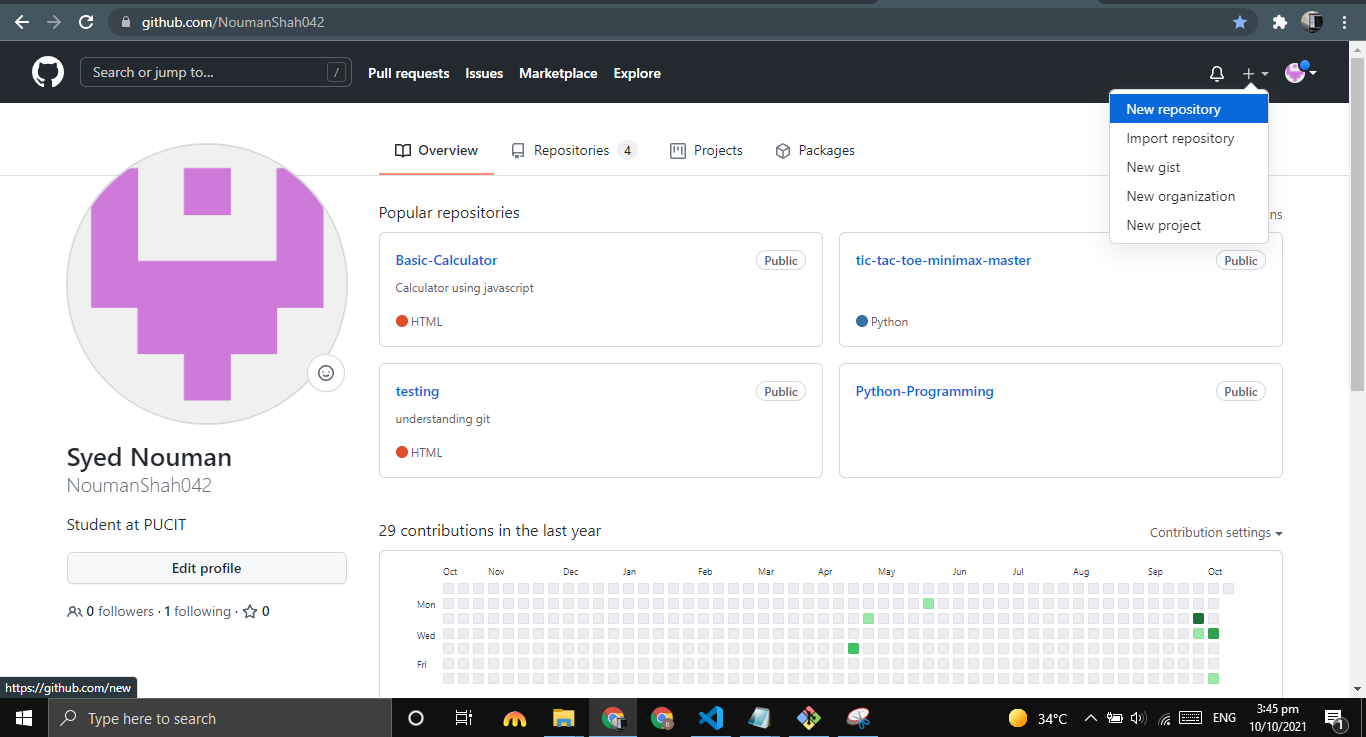 github.com/NoumanShah042
Search or jump to... /
Pull requests Issues Marketplace Explore
New repository
Import repository
New gist
New organization
New project
Overview Repositories 4 Projects Packages
Popular repositories ns
Basic-Calculator Public
Calculator using javascript
HTML
tic-tac-toe-minimax-master Public
Python
testing Public
understanding git
HTML
Python-Programming Public
Syed Nouman
NoumanShah042
Student at PUCIT
Edit profile
0 followers · 1 following · 0
29 contributions in the last year Contribution settings
Oct Nov Dec Jan Feb Mar Apr May Jun Jul Aug Sep Oct
Mon
Wed
Fri
https://github.com/new
Type here to search
34°C ENG
3:45 pm
10/10/2021
1